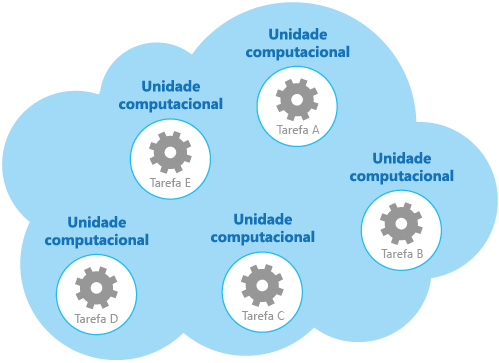 Unidade
computacional
Tarefa A
Unidade
computacional
Tarefa E
Unidade
computacional
Tarefa B
Unidade
computacional
Tarefa D
Unidade
computacional
Tarefa C